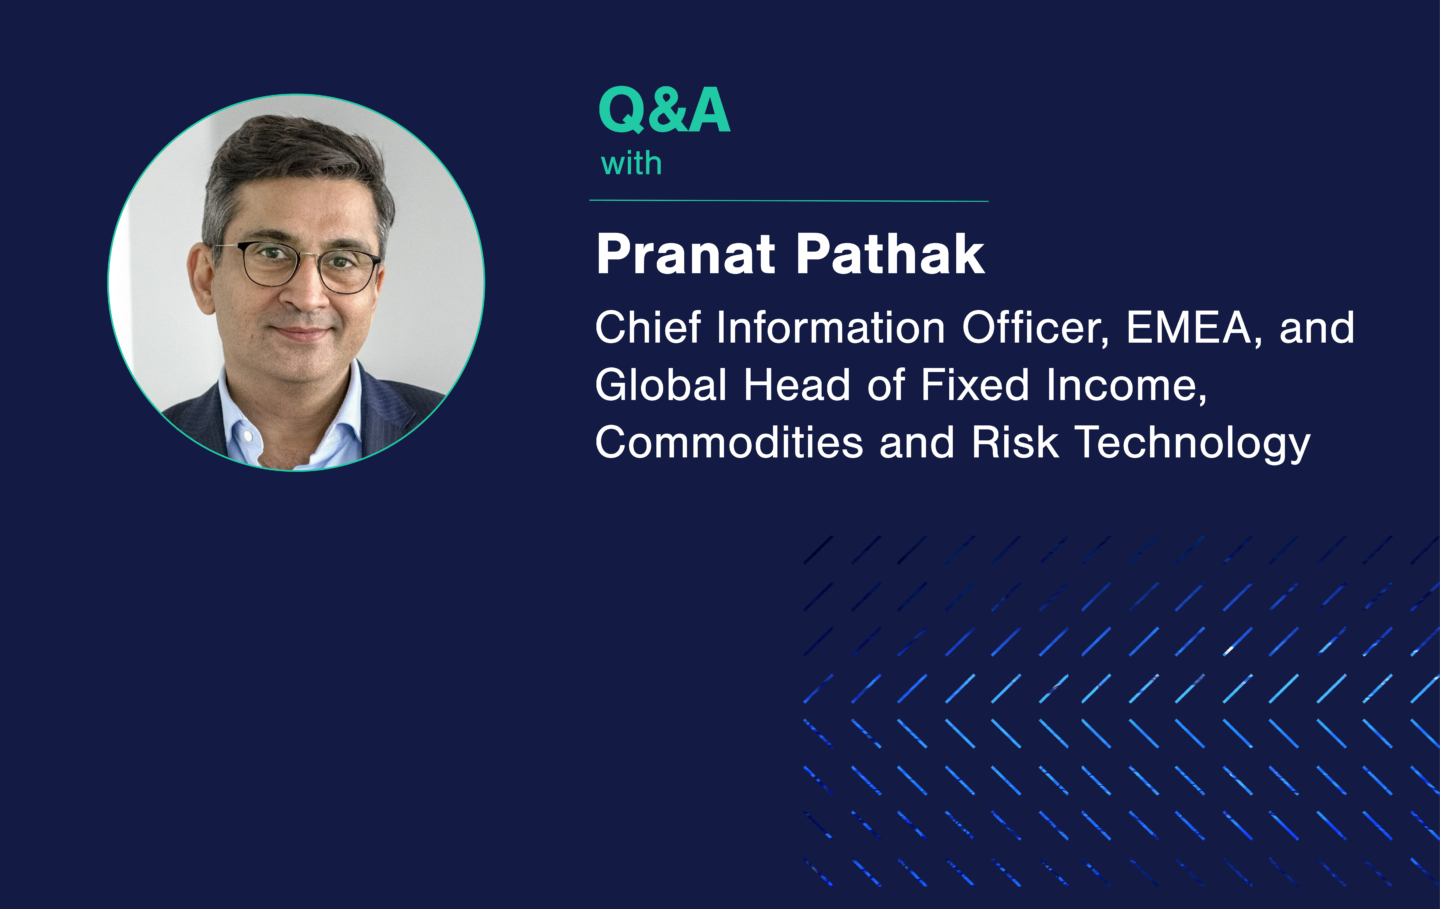 Q&A
with
Pranat Pathak
Chief Information Officer, EMEA, and
Global Head of Fixed Income,
Commodities and Risk Technology